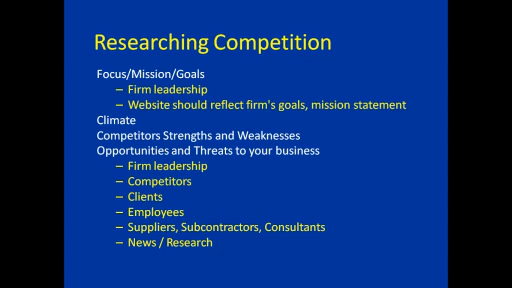 Researching Competition
Focus/Mission/Goals
– Firm leadership
– Website should reflect firm's goals, mission statement
Climate
Competitors Strengths and Weaknesses
Opportunities and Threats to your business
– Firm leadership
– Competitors
– Clients
– Employees
– Suppliers, Subcontractors, Consultants
– News / Research